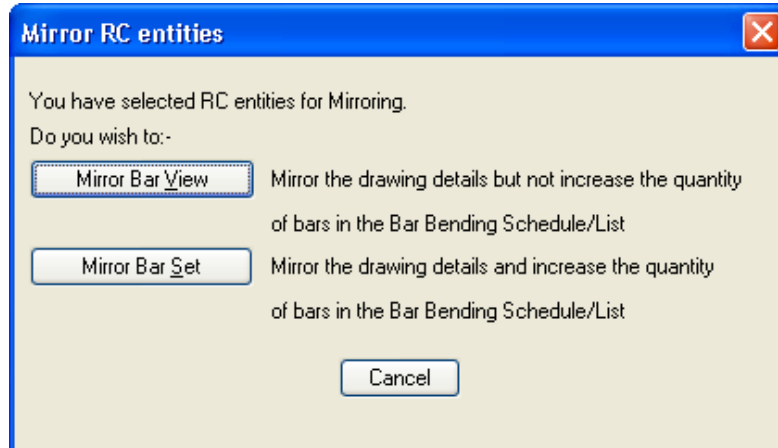 Mirror RC entities
You have selected RC entities for Mirroring.
Do you wish to:-
Mirror Bar View Mirror the drawing details but not increase the quantity
of bars in the Bar Bending Schedule/List
Mirror Bar Set Mirror the drawing details and increase the quantity
of bars in the Bar Bending Schedule/List
Cancel